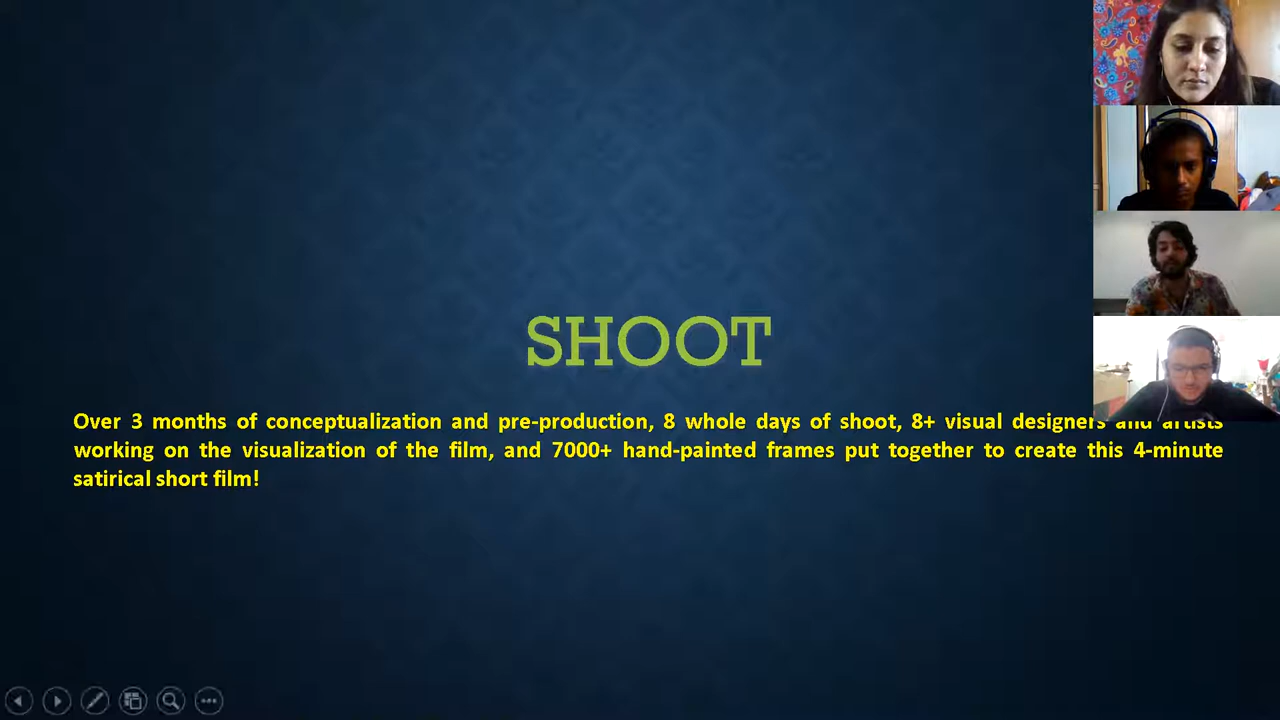 SHOOT
Over 3 months of conceptualization and pre-production, 8 whole days of shoot, 8+ visual designers and artists
working on the visualization of the film, and 7000+ hand-painted frames put together to create this 4-minute
satirical short film!